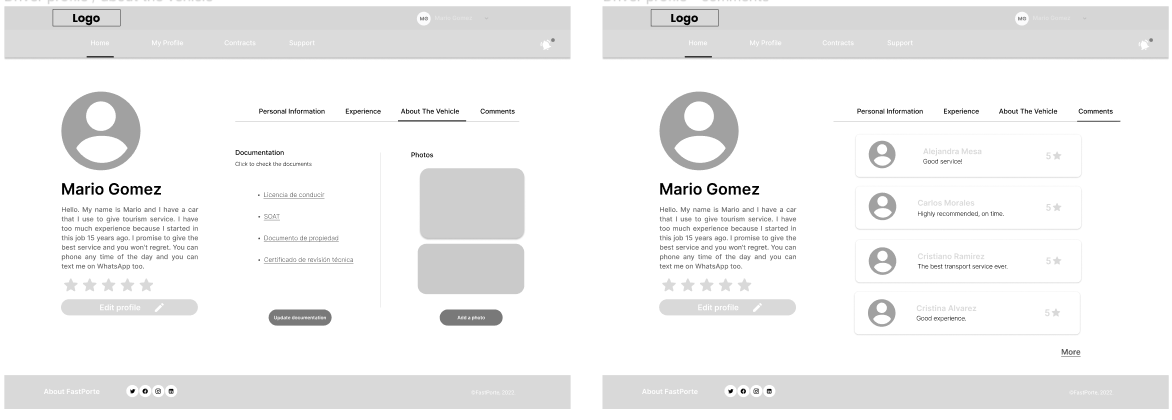 Driver profile / about the vehicle
Logo
MG Mario Gomez
Home My Profile Contracts Support
Personal Information Experience About The Vehicle Comments
Mario Gomez
Hello. My name is Mario and I have a car
that I use to give tourism service. I have
too much experience because I started in
this job 15 years ago. I promise to give the
best service and you won't regret. You can
phone any time of the day and you can
text me on WhatsApp too.
Edit profile
Documentation
Click to check the documents
• Licencia de conducir
• SOAT
• Documento de propiedad
• Certificado de revisión técnica
Update documentation
Photos
Add a photo
About FastPorte
©FastPorte, 2022
Driver profile - comments
Logo
MG Mario Gomez
Home My Profile Contracts Support
Personal Information Experience About The Vehicle Comments
Mario Gomez
Hello. My name is Mario and I have a car
that I use to give tourism service. I have
too much experience because I started in
this job 15 years ago. I promise to give the
best service and you won't regret. You can
phone any time of the day and you can
text me on WhatsApp too.
Edit profile
Alejandra Mesa
Good service!
5
Carlos Morales
Highly recommended, on time.
5
Cristiano Ramirez
The best transport service ever.
5
Cristina Alvarez
Good experience.
5
More
About FastPorte
©FastPorte, 2022